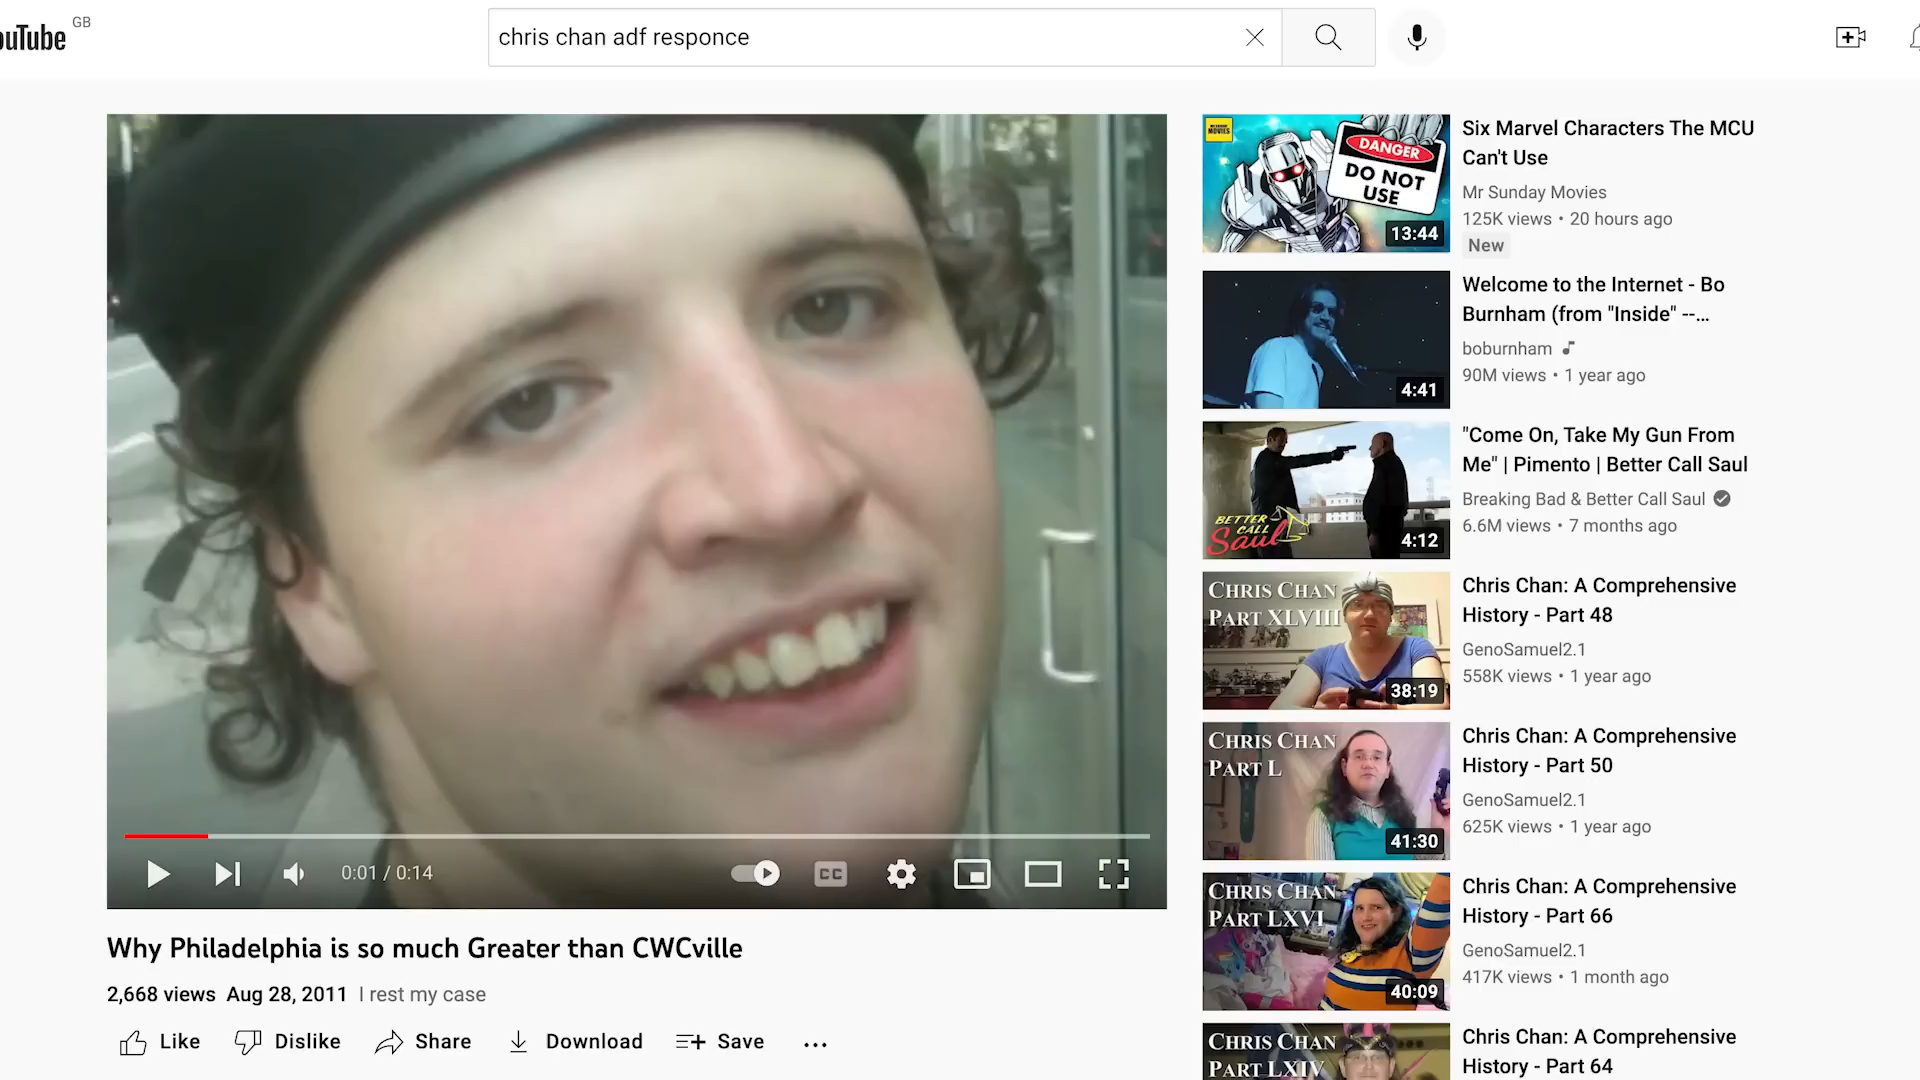 ouTube GB
chris chan adf responce
0:01 / 0:14
CC
Why Philadelphia is so much Greater than CWCville
2,668 views Aug 28, 2011 I rest my case
Like Dislike Share Download Save ...
DANGER
DO NOT
USE
13:44
Six Marvel Characters The MCU
Can't Use
Mr Sunday Movies
125K views • 20 hours ago
New
4:41
Welcome to the Internet - Bo
Burnham (from "Inside" --...
boburnham
90M views • 1 year ago
BETTER
CALL
Saul
4:12
"Come On, Take My Gun From
Me" | Pimento | Better Call Saul
Breaking Bad & Better Call Saul
6.6M views • 7 months ago
CHRIS CHAN
PART XLVIII
38:19
Chris Chan: A Comprehensive
History - Part 48
GenoSamuel2.1
558K views • 1 year ago
CHRIS CHAN
PART L
41:30
Chris Chan: A Comprehensive
History - Part 50
GenoSamuel2.1
625K views • 1 year ago
CHRIS CHAN
PART LXVI
40:09
Chris Chan: A Comprehensive
History - Part 66
GenoSamuel2.1
417K views • 1 month ago
CHRIS CHAN
PART LXIV
Chris Chan: A Comprehensive
History - Part 64